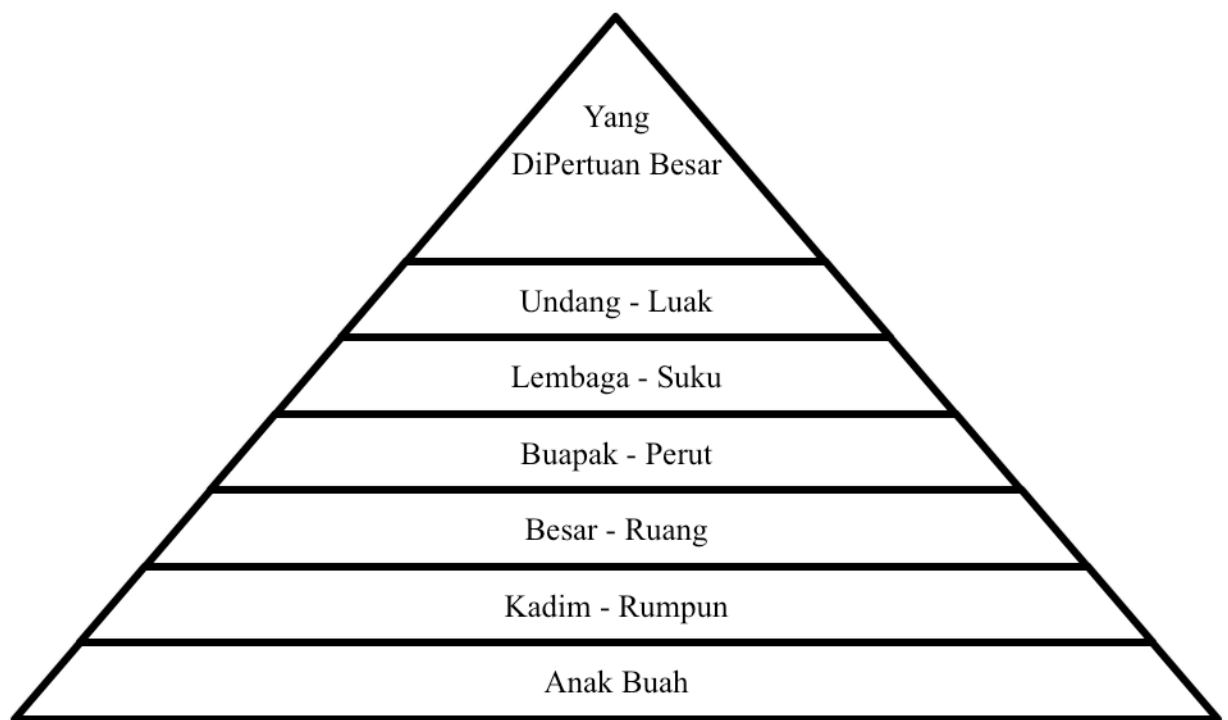 Yang
DiPertuan Besar
Undang - Luak
Lembaga - Suku
Buapak - Perut
Besar - Ruang
Kadim - Rumpun
Anak Buah